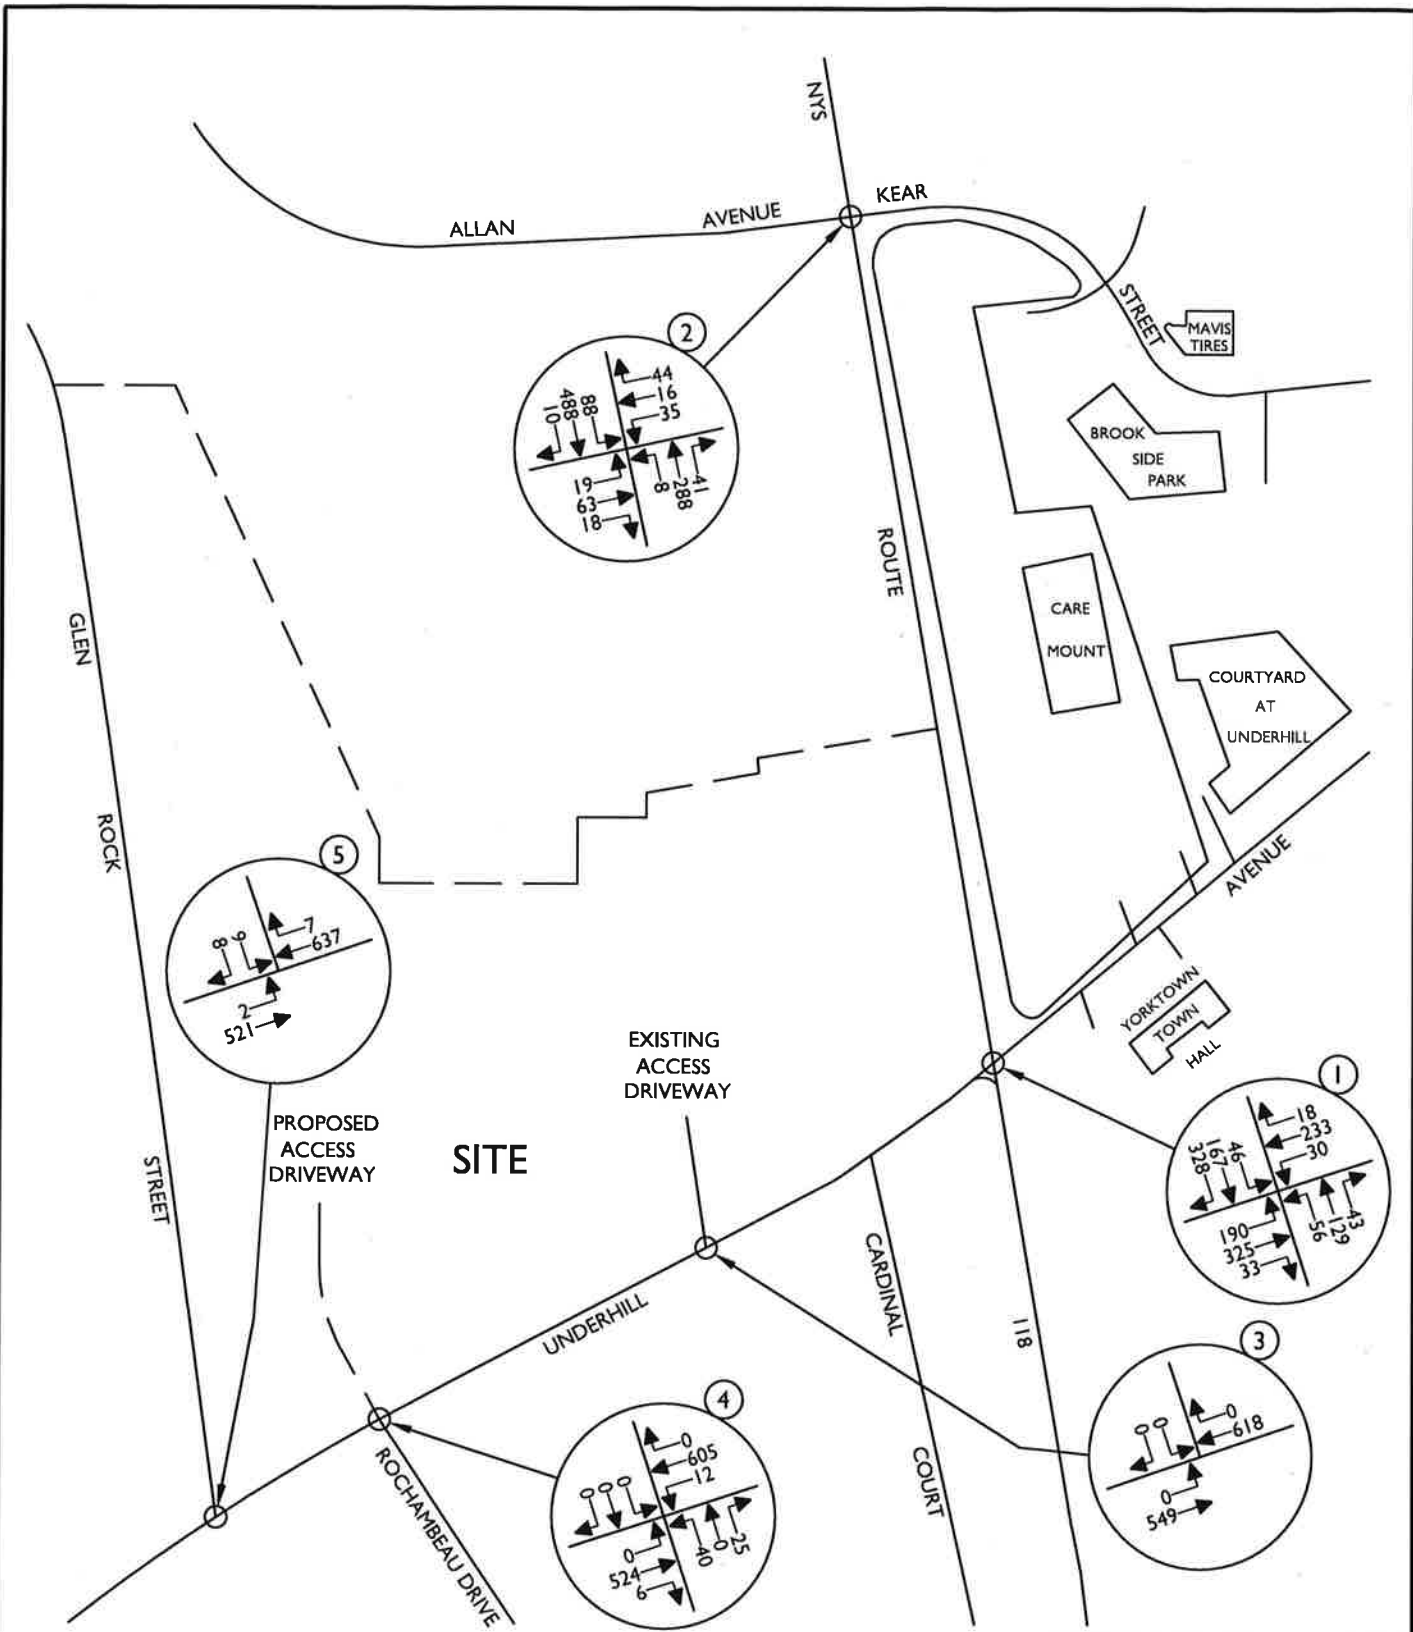 NYS
KEAR
ALLAN
AVENUE
STREET
MAVIS
TIRES
2
44
16
35
88
488
10
19
63
18
8
288
41
BROOK
SIDE
PARK
ROUTE
CARE
MOUNT
GLEN
COURTYARD
AT
UNDERHILL
ROCK
AVENUE
5
7
637
9
8
2
521
YORKTOWN
TOWN
HALL
EXISTING
ACCESS
DRIVEWAY
1
18
233
30
46
167
328
190
325
33
56
129
43
PROPOSED
ACCESS
DRIVEWAY
SITE
STREET
CARDINAL
UNDERHILL
118
3
0
618
0
0
0
549
4
0
605
12
0
0
0
0
524
6
40
0
25
COURT
ROCHAMBEAU DRIVE